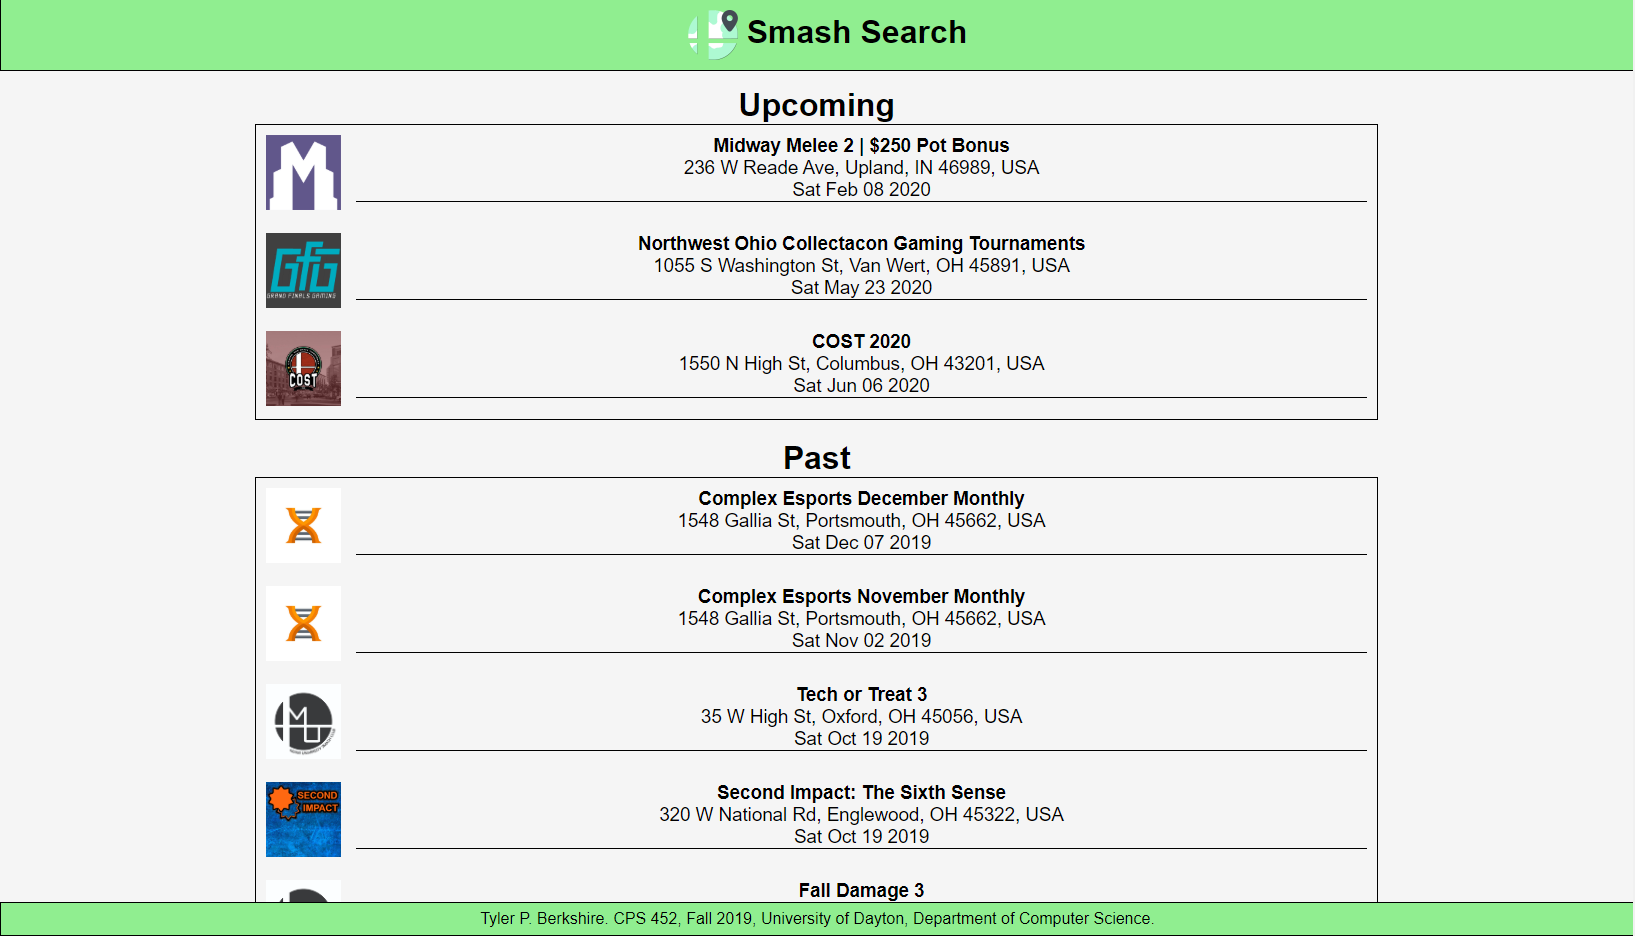 Smash Search
Upcoming
Midway Melee 2 | $250 Pot Bonus
236 W Reade Ave, Upland, IN 46989, USA
Sat Feb 08 2020
GFG
GRAND FINALS GAMING
Northwest Ohio Collectacon Gaming Tournaments
1055 S Washington St, Van Wert, OH 45891, USA
Sat May 23 2020
COST
COST 2020
1550 N High St, Columbus, OH 43201, USA
Sat Jun 06 2020
Past
Complex Esports December Monthly
1548 Gallia St, Portsmouth, OH 45662, USA
Sat Dec 07 2019
Complex Esports November Monthly
1548 Gallia St, Portsmouth, OH 45662, USA
Sat Nov 02 2019
MU
Tech or Treat 3
35 W High St, Oxford, OH 45056, USA
Sat Oct 19 2019
SECOND
IMPACT
Second Impact: The Sixth Sense
320 W National Rd, Englewood, OH 45322, USA
Sat Oct 19 2019
Fall Damage 3
Tyler P. Berkshire. CPS 452, Fall 2019, University of Dayton, Department of Computer Science.